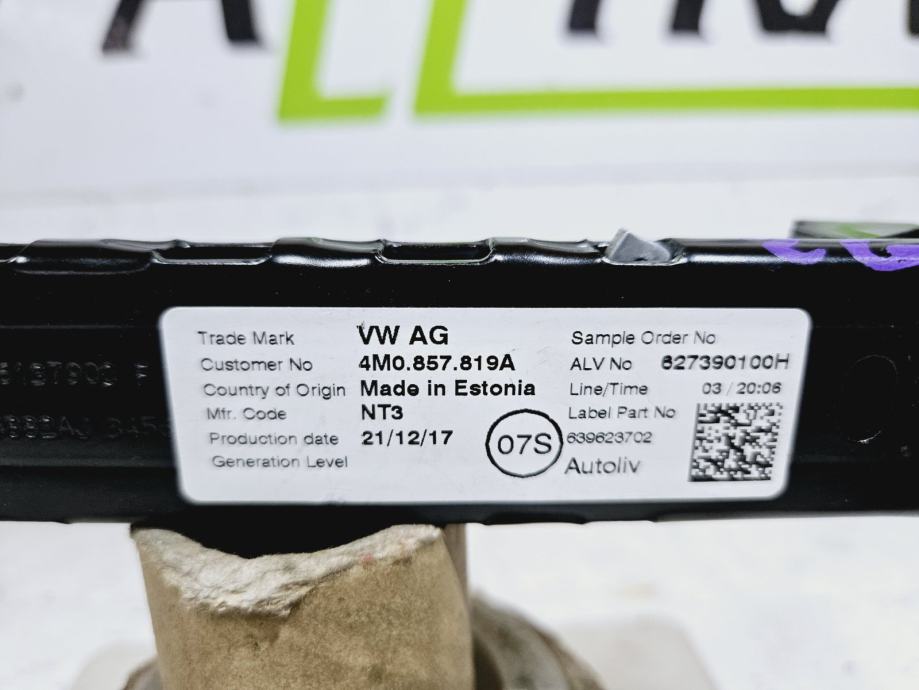 Trade Mark VW AG Sample Order No
Customer No 4M0.857.819A ALV No 627390100H
Country of Origin Made in Estonia Line/Time 03 / 20:06
Mfr. Code NT3 Label Part No
Production date 21/12/17 07S 639623702
Generation Level Autoliv